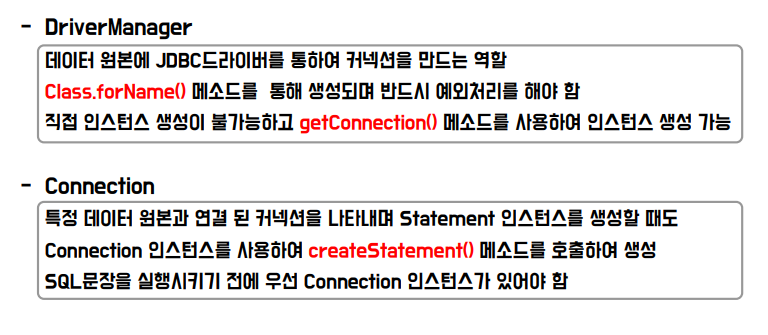 - DriverManager
데이터 원본에 JDBC드라이버를 통하여 커넥션을 만드는 역할
Class.forName() 메소드를 통해 생성되며 반드시 예외처리를 해야 함
직접 인스턴스 생성이 불가능하고 getConnection() 메소드를 사용하여 인스턴스 생성 가능
- Connection
특정 데이터 원본과 연결 된 커넥션을 나타내며 Statement 인스턴스를 생성할 때도
Connection 인스턴스를 사용하여 createStatement() 메소드를 호출하여 생성
SQL문장을 실행시키기 전에 우선 Connection 인스턴스가 있어야 함